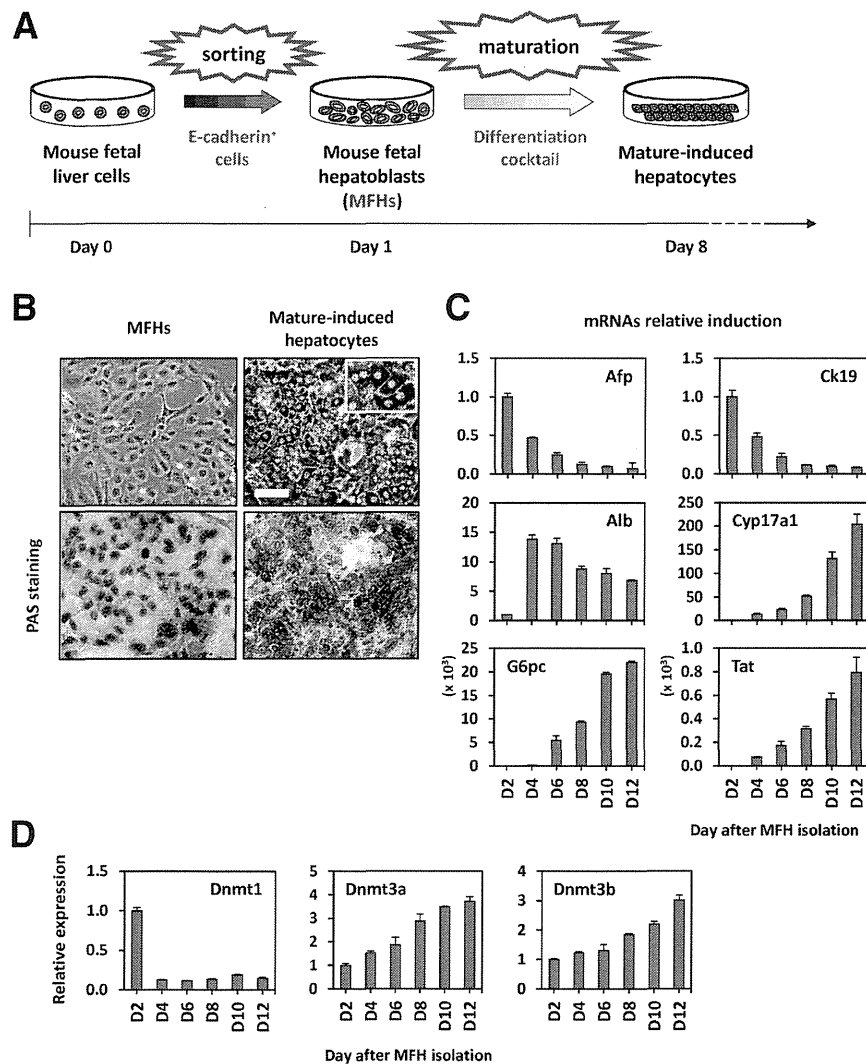 A
sorting
maturation
E-cadherin⁺
cells
Differentiation
cocktail
Mouse fetal
liver cells
Mouse fetal
hepatoblasts
(MFHs)
Mature-induced
hepatocytes
Day 0
Day 1
Day 8
B
MFHs
Mature-induced
hepatocytes
PAS staining
C
mRNAs relative induction
1.5
1.0
0.5
0.0
Afp
1.5
1.0
0.5
0.0
Ck19
20
15
10
5
0
Alb
250
200
150
100
50
0
Cyp17a1
(x 10³)
25
20
15
10
5
0
G6pc
D2
D4
D6
D8
D10
D12
(x 10³)
1.0
0.8
0.6
0.4
0.2
0.0
Tat
D2
D4
D6
D8
D10
D12
Day after MFH isolation
D
Relative expression
1.5
1.0
0.5
0.0
Dnmt1
D2
D4
D6
D8
D10
D12
5
4
3
2
1
0
Dnmt3a
D2
D4
D6
D8
D10
D12
4
3
2
1
0
Dnmt3b
D2
D4
D6
D8
D10
D12
Day after MFH isolation